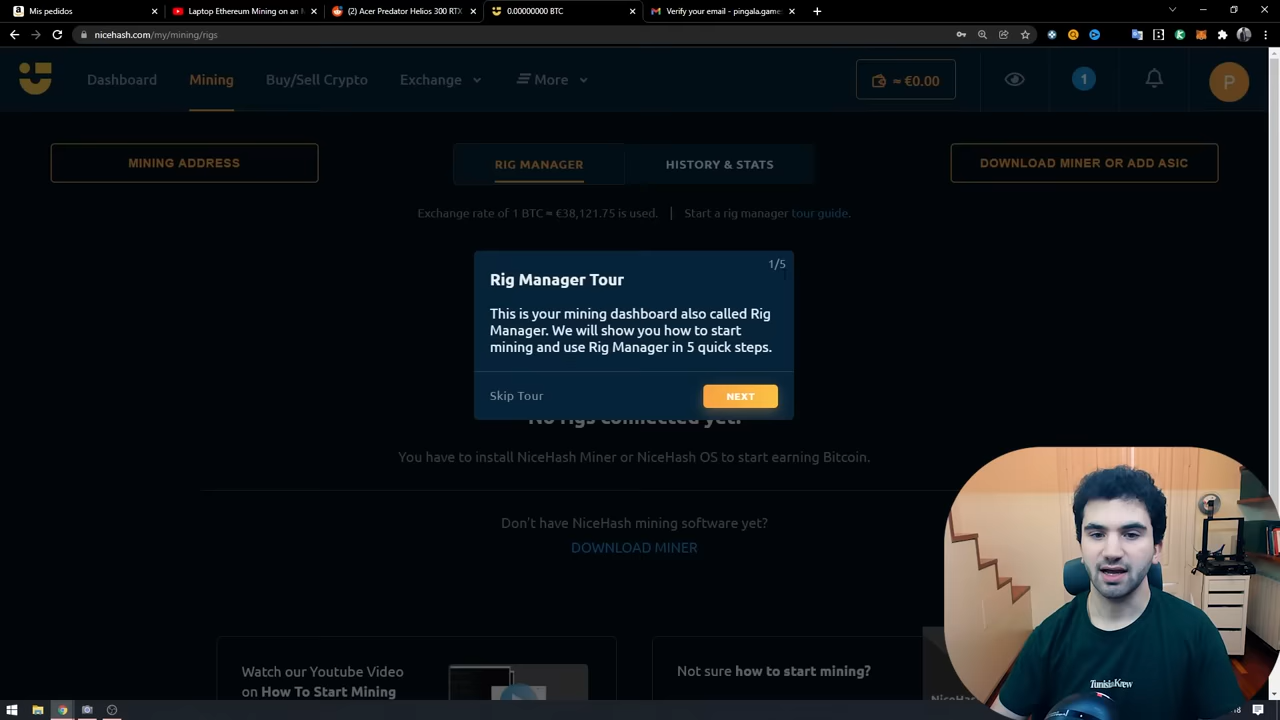 Mis pedidos
Laptop Ethereum Mining on an
(2) Acer Predator Helios 300 RTX
0.00000000 BTC
Verify your email - pingala.game
nicehash.com/my/mining/rigs
Dashboard
Mining
Buy/Sell Crypto
Exchange
More
≈ €0.00
1
P
MINING ADDRESS
RIG MANAGER
HISTORY & STATS
DOWNLOAD MINER OR ADD ASIC
Exchange rate of 1 BTC ≈ €38,121.75 is used. | Start a rig manager tour guide.
1/5
Rig Manager Tour
This is your mining dashboard also called Rig
Manager. We will show you how to start
mining and use Rig Manager in 5 quick steps.
Skip Tour
NEXT
No rigs connected yet.
You have to install NiceHash Miner or NiceHash OS to start earning Bitcoin.
Don't have NiceHash mining software yet?
DOWNLOAD MINER
Watch our Youtube Video
on How To Start Mining
Not sure how to start mining?